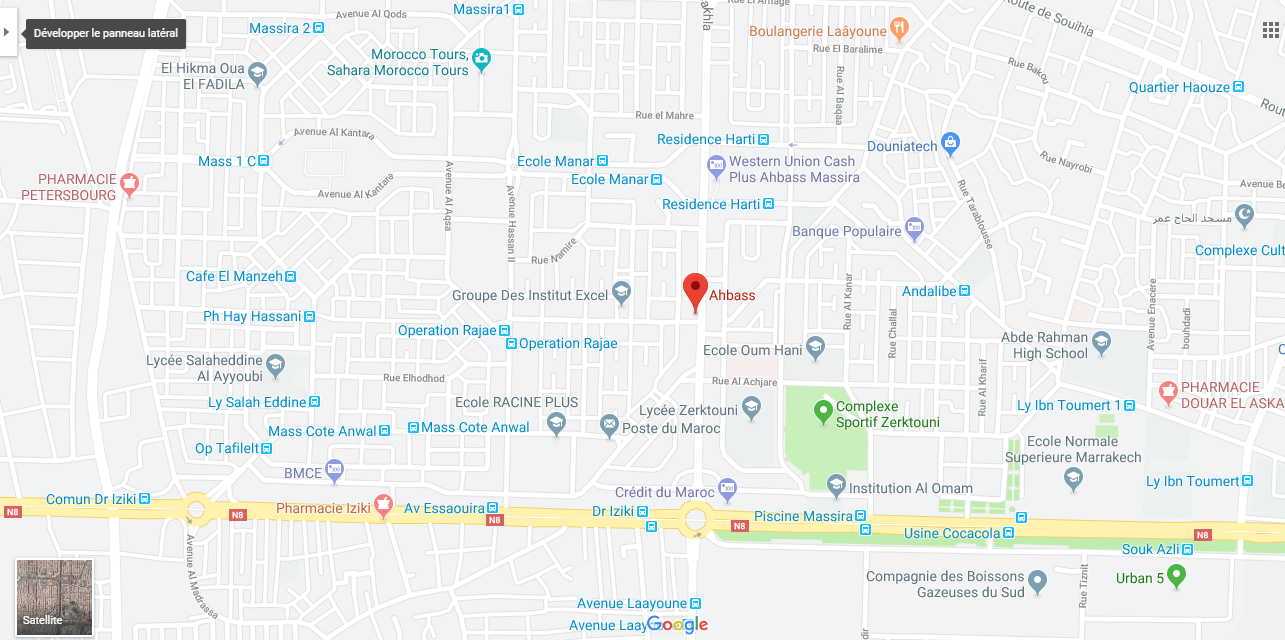 Massira1
Rue El Arnage
akhla
Route de Souihla
Avenue Al Qods
Massira 2
Développer le panneau latéral
Boulangerie Laâyoune
Rue El Baralime
Morocco Tours,
Sahara Morocco Tours
El Hikma Oua
El FADILA
Rue Bakou
Quartier Haouze
Rout
Rue Al Baqaa
Rue el Mahre
Avenue Al Kantara
Residence Harti
Douniatech
Mass 1 C
Ecole Manar
Western Union Cash
Plus Ahbass Massira
Rue Nayrobi
PHARMACIE
PETERSBOURG
Ecole Manar
Avenue Al Kantara
Avenue Be
Avenue Al Aqsa
Avenue Hassan II
Residence Harti
Rue Tarablousse
مسجد الحاج عمر
Banque Populaire
Rue Namire
Complexe Cult
Cafe El Manzeh
Groupe Des Institut Excel
Ahbass
Rue Al Kanar
Andalibe
Avenue Enacere
Ph Hay Hassani
Rue Challal
bouhdadi
Operation Rajae
Operation Rajae
Ecole Oum Hani
Abde Rahman
High School
C
Lycée Salaheddine
Al Ayyoubi
Rue Elhodhod
Rue Al Achjare
Rue Al Kharif
PHARMACIE
DOUAR EL ASKA
Ly Salah Eddine
Ecole RACINE PLUS
Lycée Zerktouni
Complexe
Sportif Zerktouni
Ly Ibn Toumert 1
Mass Cote Anwal
Mass Cote Anwal
Poste du Maroc
Op Tafilelt
Ecole Normale
Superieure Marrakech
BMCE
Crédit du Maroc
Institution Al Omam
Ly Ibn Toumert
Comun Dr Iziki
Pharmacie Iziki
Av Essaouira
Dr Iziki
Piscine Massira
N8
N8
N8
N8
N8
Usine Cocacola
Souk Azli
Avenue Al Madrassa
Compagnie des Boissons
Gazeuses du Sud
Rue Tiznit
Urban 5
Satellite
Avenue Laayoune
Avenue Laay
Google
dir